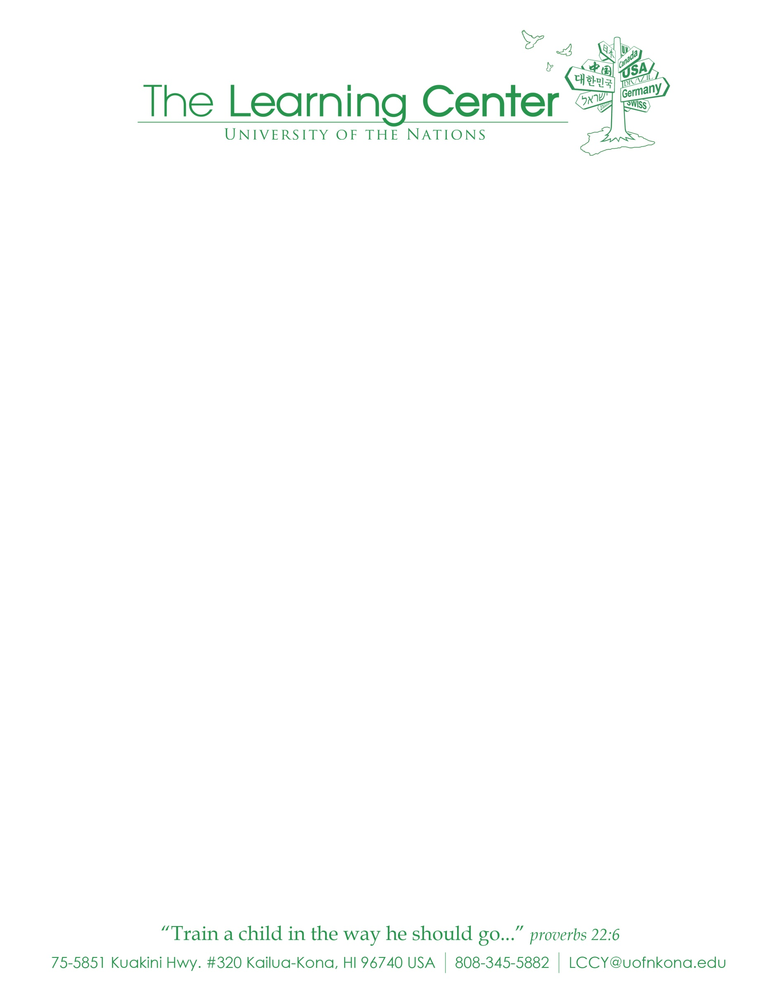 The Learning Center
University of the Nations
日本
U.K
Canada
中国
USA
대한민국
BRAZIL
Germany
ישראל
SWISS
“Train a child in the way he should go...” proverbs 22:6
75-5851 Kuakini Hwy. #320 Kailua-Kona, HI 96740 USA | 808-345-5882 | LCCY@uofnkona.edu